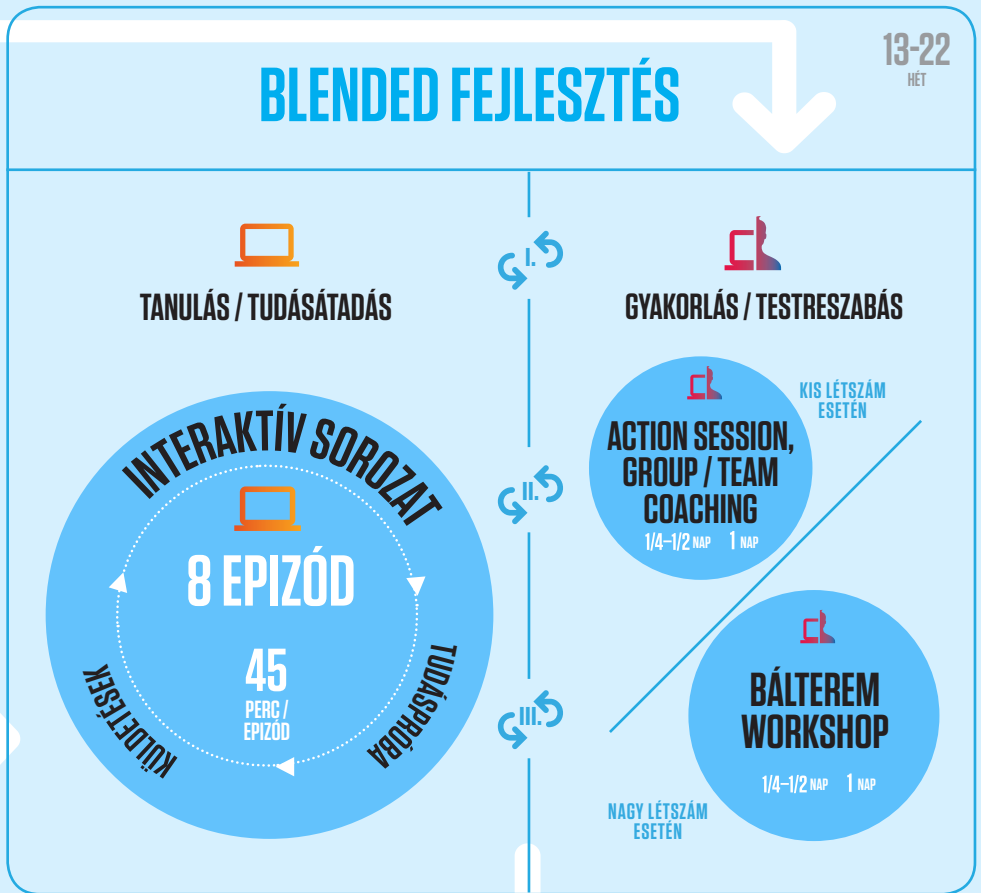 BLENDED FEJLESZTÉS
13-22
HÉT
TANULÁS / TUDÁSÁTADÁS
I.
GYAKORLÁS / TESTRESZABÁS
INTERAKTÍV SOROZAT
8 EPIZÓD
45
PERC /
EPIZÓD
TUDÁSPRÓBA
KÜLDETÉSEK
II.
III.
KIS LÉTSZÁM
ESETÉN
ACTION SESSION,
GROUP / TEAM
COACHING
1/4–1/2 NAP 1 NAP
BÁLTEREM
WORKSHOP
1/4–1/2 NAP 1 NAP
NAGY LÉTSZÁM
ESETÉN